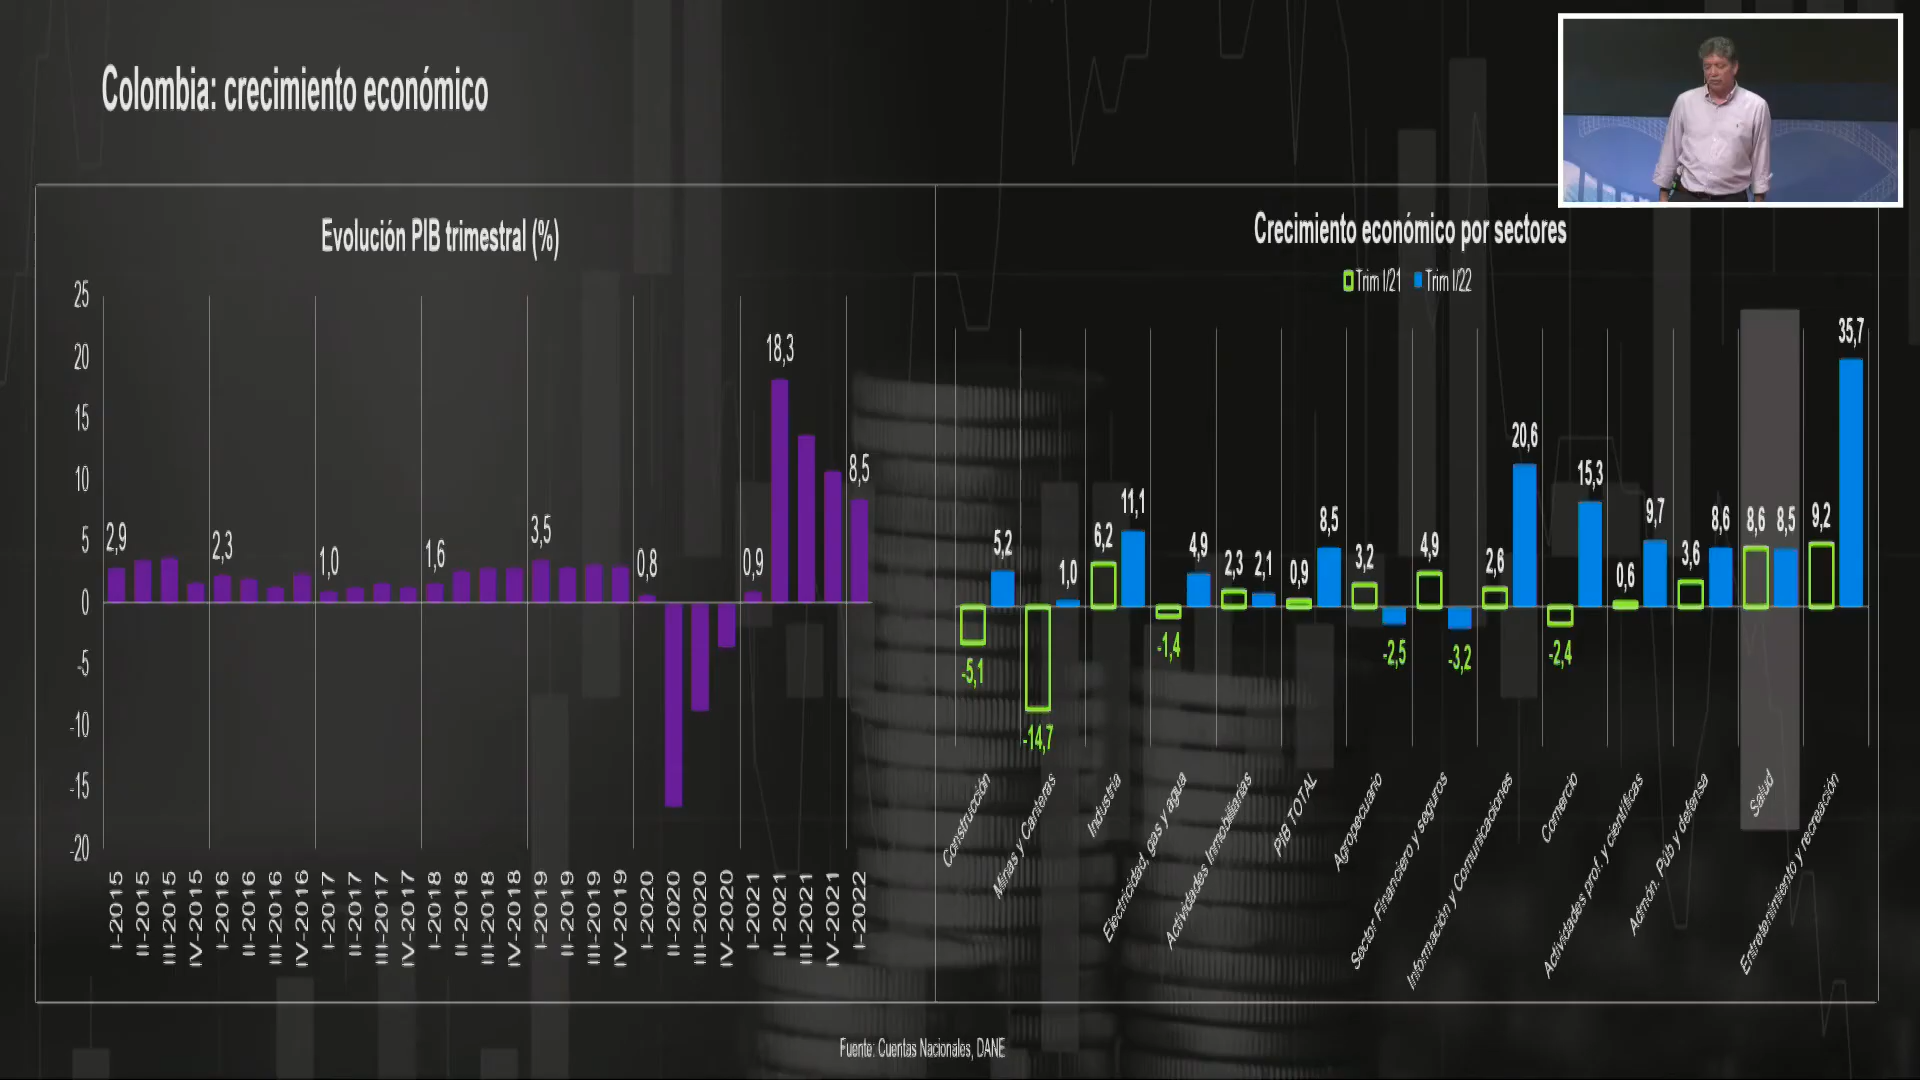 Colombia: crecimiento económico
Evolución PIB trimestral (%)
25
20
15
10
5
0
-5
-10
-15
-20
2,9
2,3
1,0
1,6
3,5
0,8
0,9
18,3
8,5
I-2015
II-2015
III-2015
IV-2015
I-2016
II-2016
III-2016
IV-2016
I-2017
II-2017
III-2017
IV-2017
I-2018
II-2018
III-2018
IV-2018
I-2019
II-2019
III-2019
IV-2019
I-2020
II-2020
III-2020
IV-2020
I-2021
II-2021
III-2021
IV-2021
I-2022
Crecimiento económico por sectores
Trim I/21 Trim I/22
-5,1
5,2
-14,7
1,0
6,2
11,1
-1,4
4,9
2,3
2,1
0,9
8,5
3,2
-2,5
4,9
-3,2
2,6
20,6
-2,4
15,3
0,6
9,7
3,6
8,6
8,6
8,5
9,2
35,7
Construcción
Minas y Canteras
Industria
Electricidad, gas y agua
Actividades Inmobiliarias
PIB TOTAL
Agropecuario
Sector Financiero y seguros
Información y Comunicaciones
Comercio
Actividades prof. y científicas
Admón. Púb y defensa
Salud
Entretenimiento y recreación
Fuente: Cuentas Nacionales, DANE